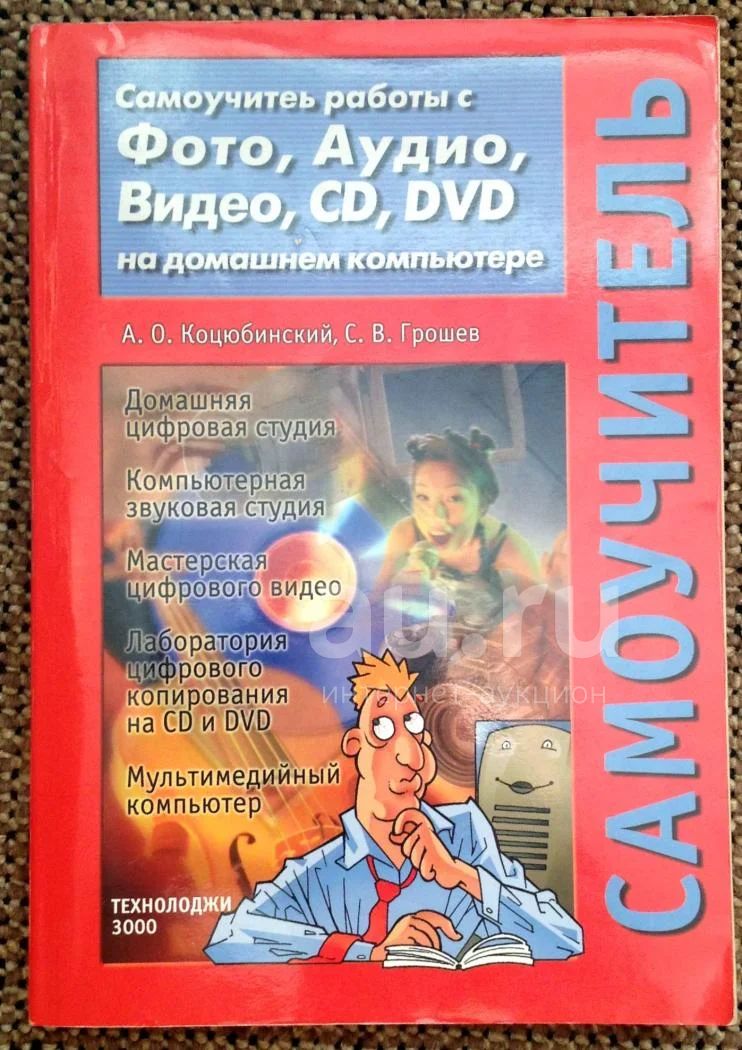 Самоучитеь работы с
Фото, Аудио,
Видео, CD, DVD
на домашнем компьютере
А. О. Коцюбинский, С. В. Грошев
Домашняя
цифровая студия
Компьютерная
звуковая студия
Мастерская
цифрового видео
Лаборатория
цифрового
копирования
на CD и DVD
Мультимедийный
компьютер
ТЕХНОЛОДЖИ
3000
САМОУЧИТЕЛЬ
au.ru
интернет-аукцион